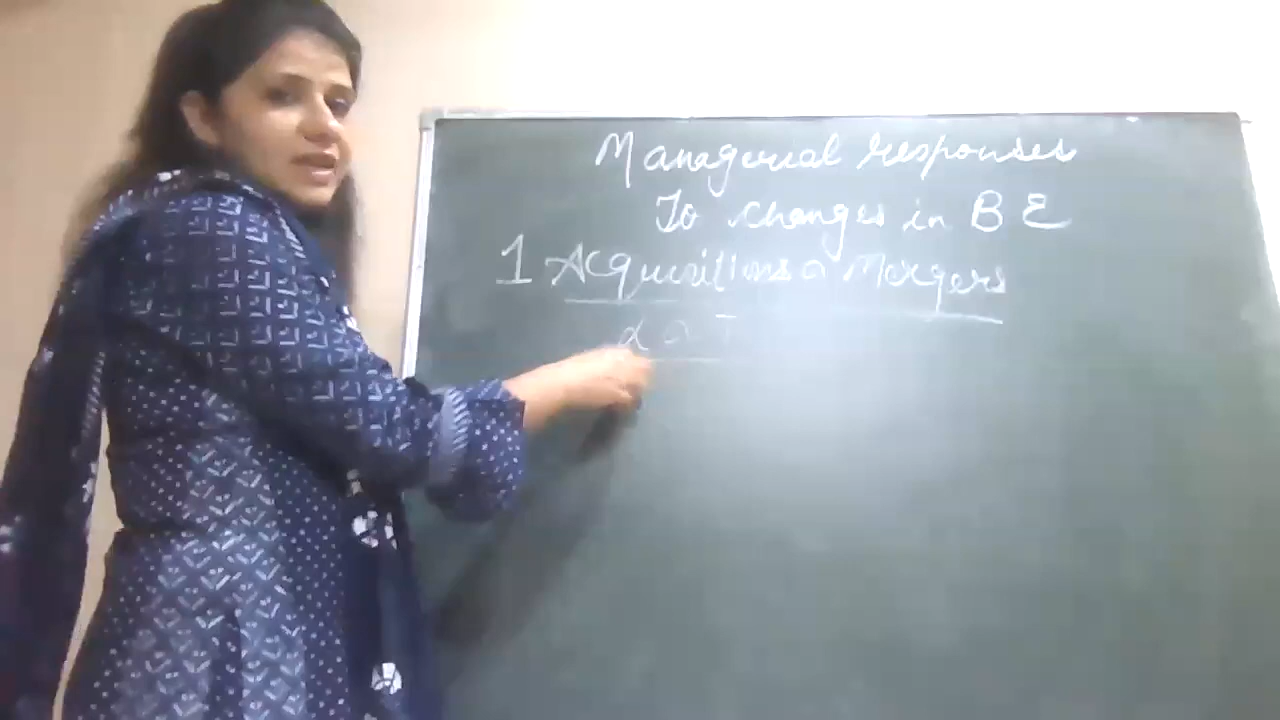 Managerial responses
To changes in B E
1 Acquisitions a Mergers